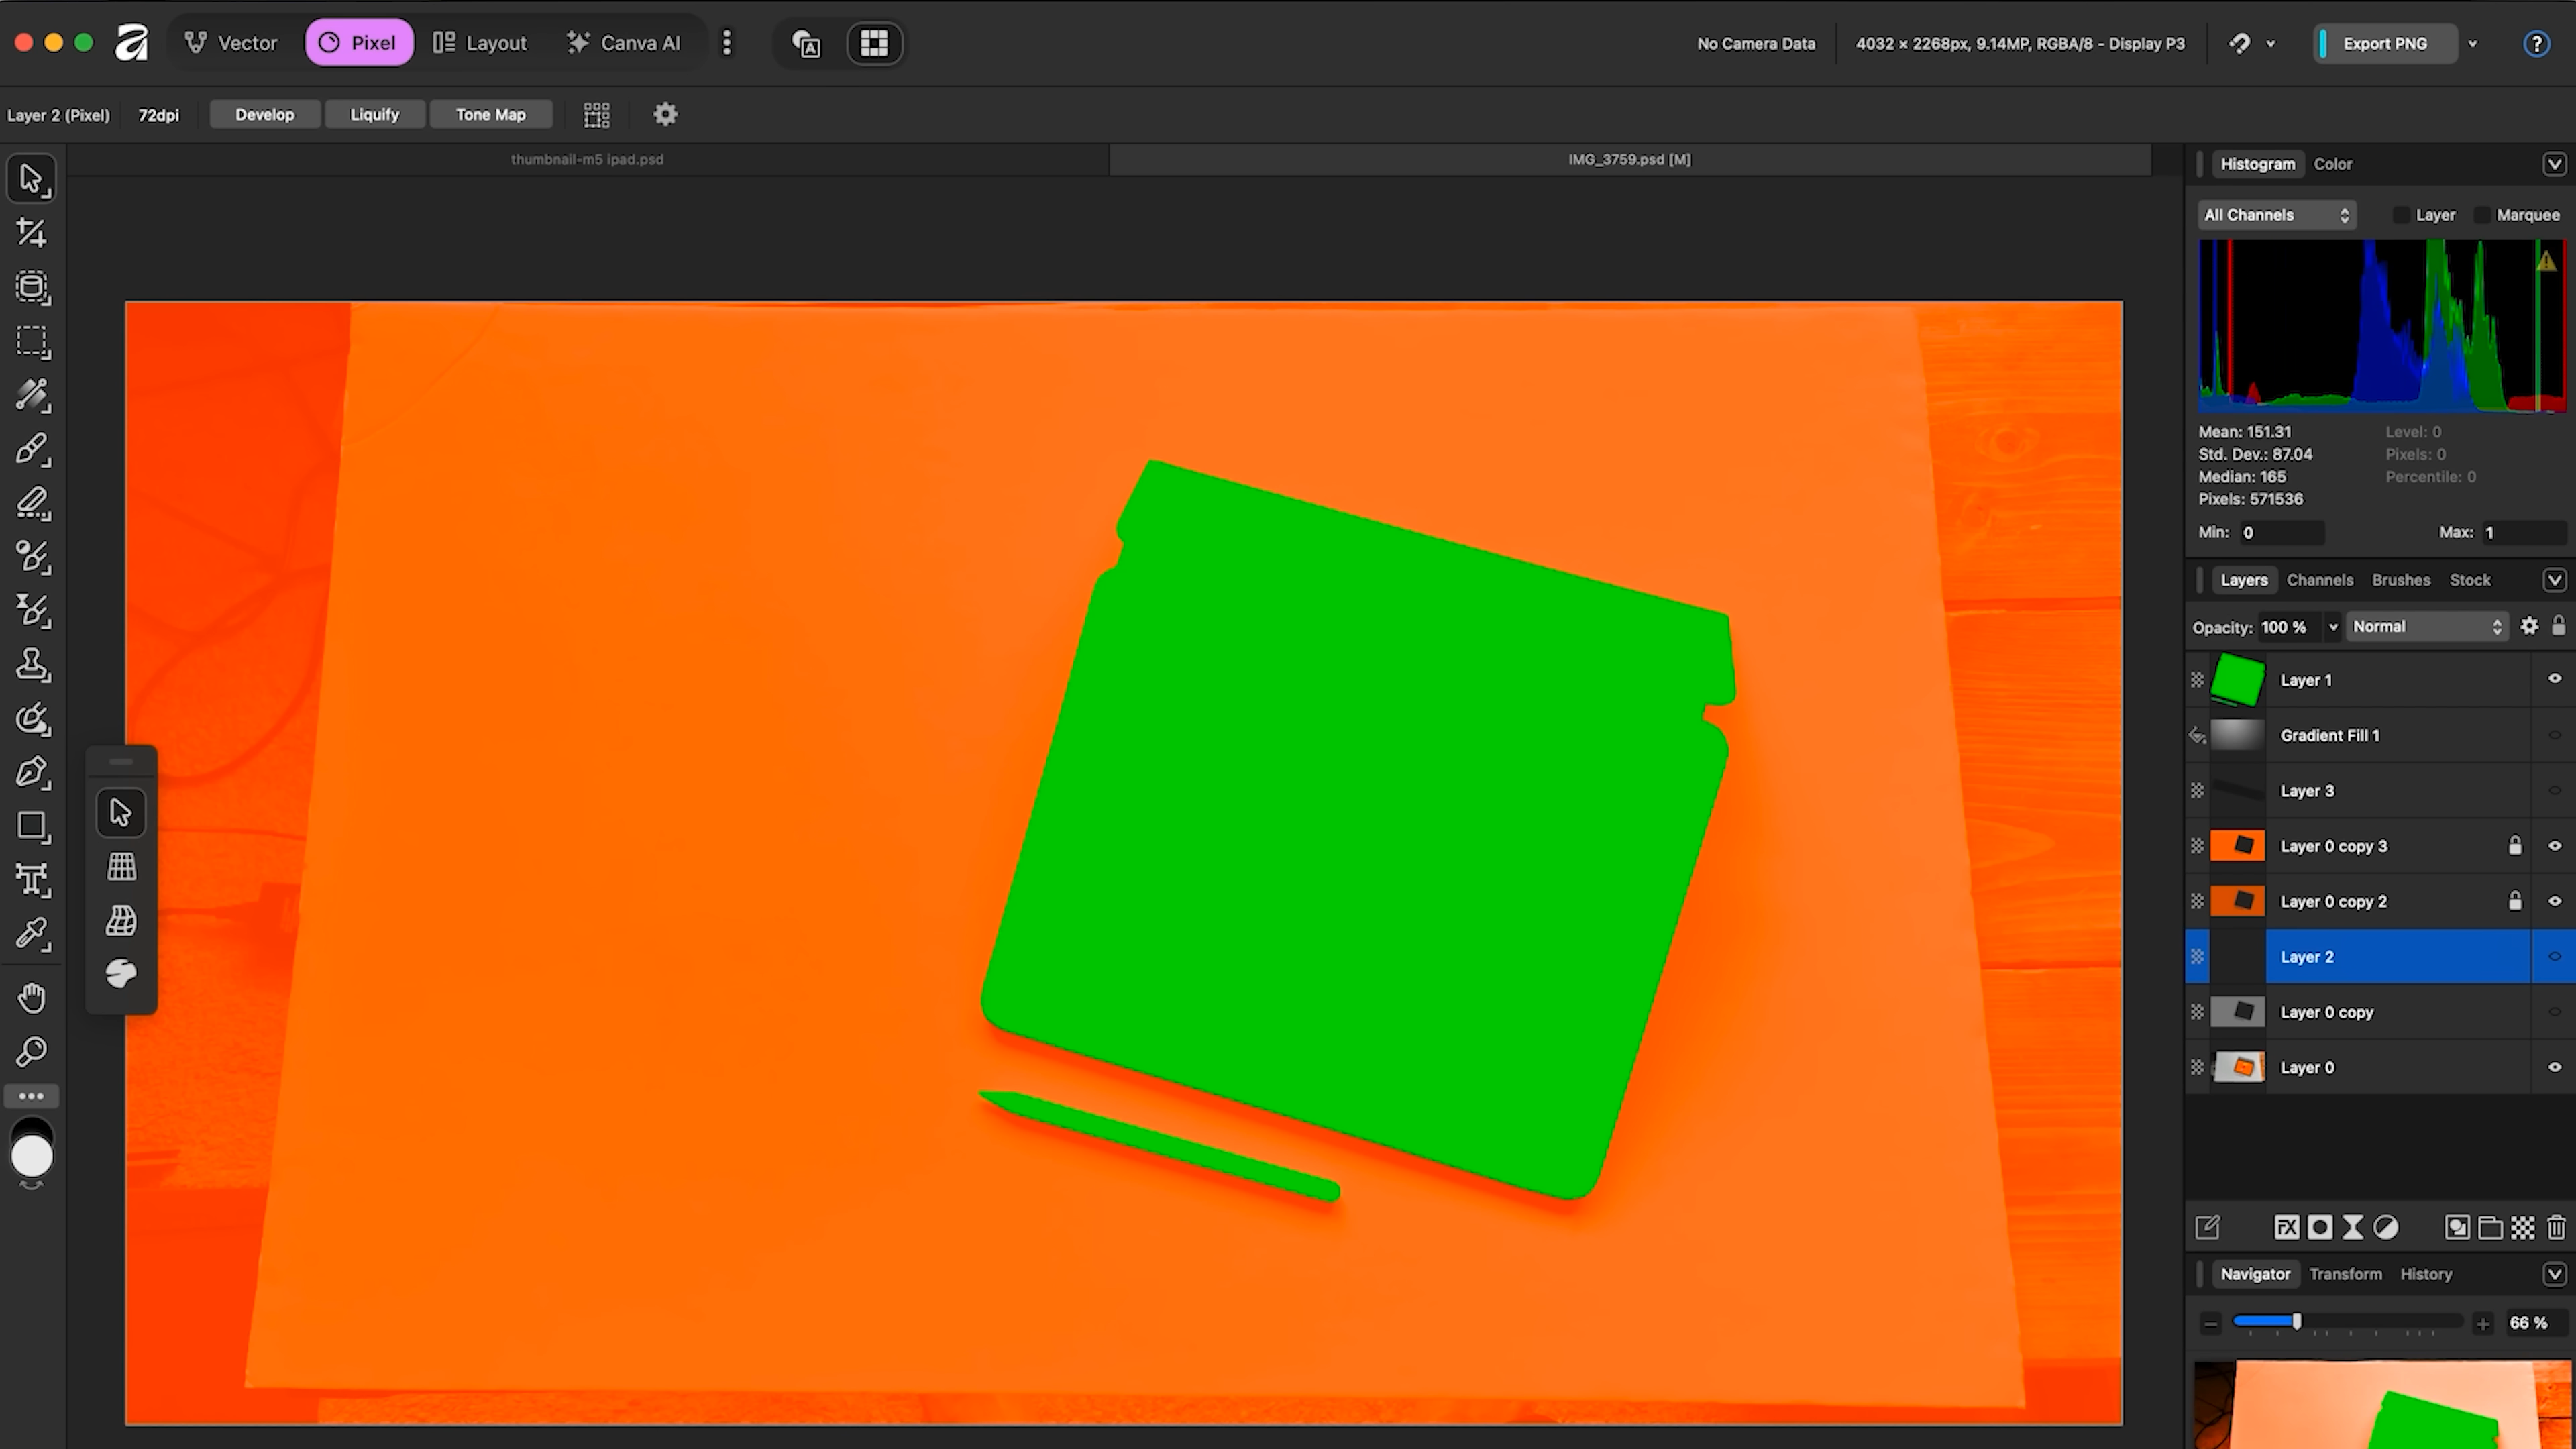 Vector
Pixel
Layout
Canva AI
No Camera Data
4032 × 2268px, 9.14MP, RGBA/8 - Display P3
Export PNG
?
Layer 2 (Pixel)
72dpi
Develop
Liquify
Tone Map
thumbnail-m5 ipad.psd
IMG_3759.psd [M]
Histogram
Color
All Channels
Layer
Marquee
Mean: 151.31
Level: 0
Std. Dev.: 87.04
Pixels: 0
Median: 165
Percentile: 0
Pixels: 571536
Min: 0
Max: 1
Layers
Channels
Brushes
Stock
Opacity: 100 %
Normal
Layer 1
Gradient Fill 1
Layer 3
Layer 0 copy 3
Layer 0 copy 2
Layer 2
Layer 0 copy
Layer 0
FX
Navigator
Transform
History
66 %